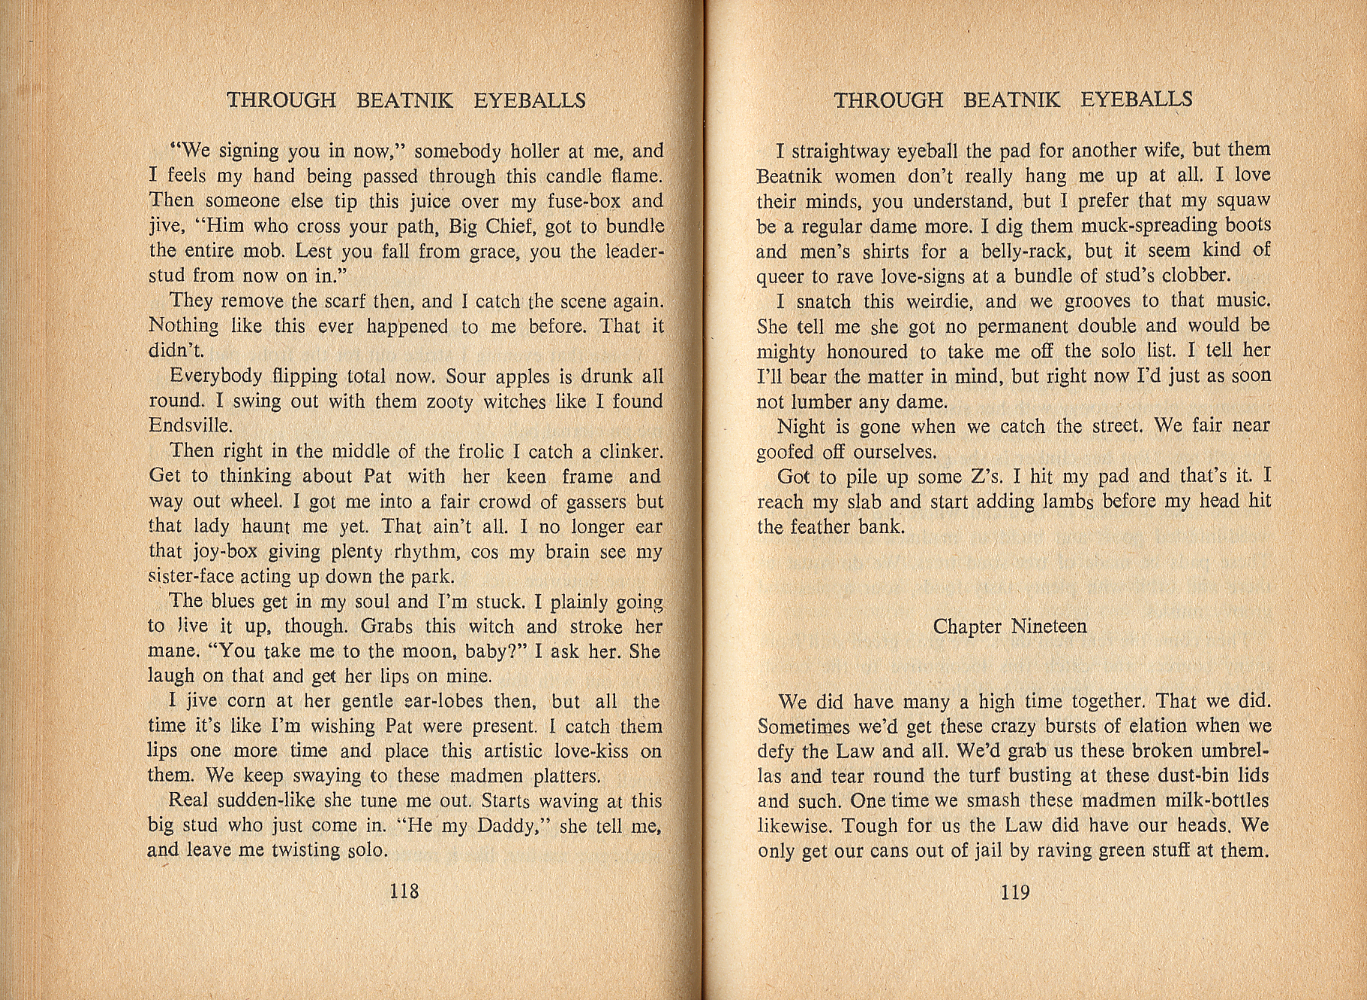 THROUGH BEATNIK EYEBALLS
“We signing you in now,” somebody holler at me, and
I feels my hand being passed through this candle flame.
Then someone else tip this juice over my fuse-box and
jive, “Him who cross your path, Big Chief, got to bundle
the entire mob. Lest you fall from grace, you the leader-
stud from now on in.”
They remove the scarf then, and I catch the scene again.
Nothing like this ever happened to me before. That it
didn’t.
Everybody flipping total now. Sour apples is drunk all
round. I swing out with them zooty witches like I found
Endsville.
Then right in the middle of the frolic I catch a clinker.
Get to thinking about Pat with her keen frame and
way out wheel. I got me into a fair crowd of gassers but
that lady haunt me yet. That ain’t all. I no longer ear
that joy-box giving plenty rhythm, cos my brain see my
sister-face acting up down the park.
The blues get in my soul and I’m stuck. I plainly going
to live it up, though. Grabs this witch and stroke her
mane. “You take me to the moon, baby?” I ask her. She
laugh on that and get her lips on mine.
I jive corn at her gentle ear-lobes then, but all the
time it’s like I’m wishing Pat were present. I catch them
lips one more time and place this artistic love-kiss on
them. We keep swaying to these madmen platters.
Real sudden-like she tune me out. Starts waving at this
big stud who just come in. “He my Daddy,” she tell me,
and leave me twisting solo.
118
THROUGH BEATNIK EYEBALLS
I straightway eyeball the pad for another wife, but them
Beatnik women don’t really hang me up at all. I love
their minds, you understand, but I prefer that my squaw
be a regular dame more. I dig them muck-spreading boots
and men’s shirts for a belly-rack, but it seem kind of
queer to rave love-signs at a bundle of stud’s clobber.
I snatch this weirdie, and we grooves to that music.
She tell me she got no permanent double and would be
mighty honoured to take me off the solo list. I tell her
I’ll bear the matter in mind, but right now I’d just as soon
not lumber any dame.
Night is gone when we catch the street. We fair near
goofed off ourselves.
Got to pile up some Z’s. I hit my pad and that’s it. I
reach my slab and start adding lambs before my head hit
the feather bank.
Chapter Nineteen
We did have many a high time together. That we did.
Sometimes we’d get these crazy bursts of elation when we
defy the Law and all. We’d grab us these broken umbrel-
las and tear round the turf busting at these dust-bin lids
and such. One time we smash these madmen milk-bottles
likewise. Tough for us the Law did have our heads. We
only get our cans out of jail by raving green stuff at them.
119